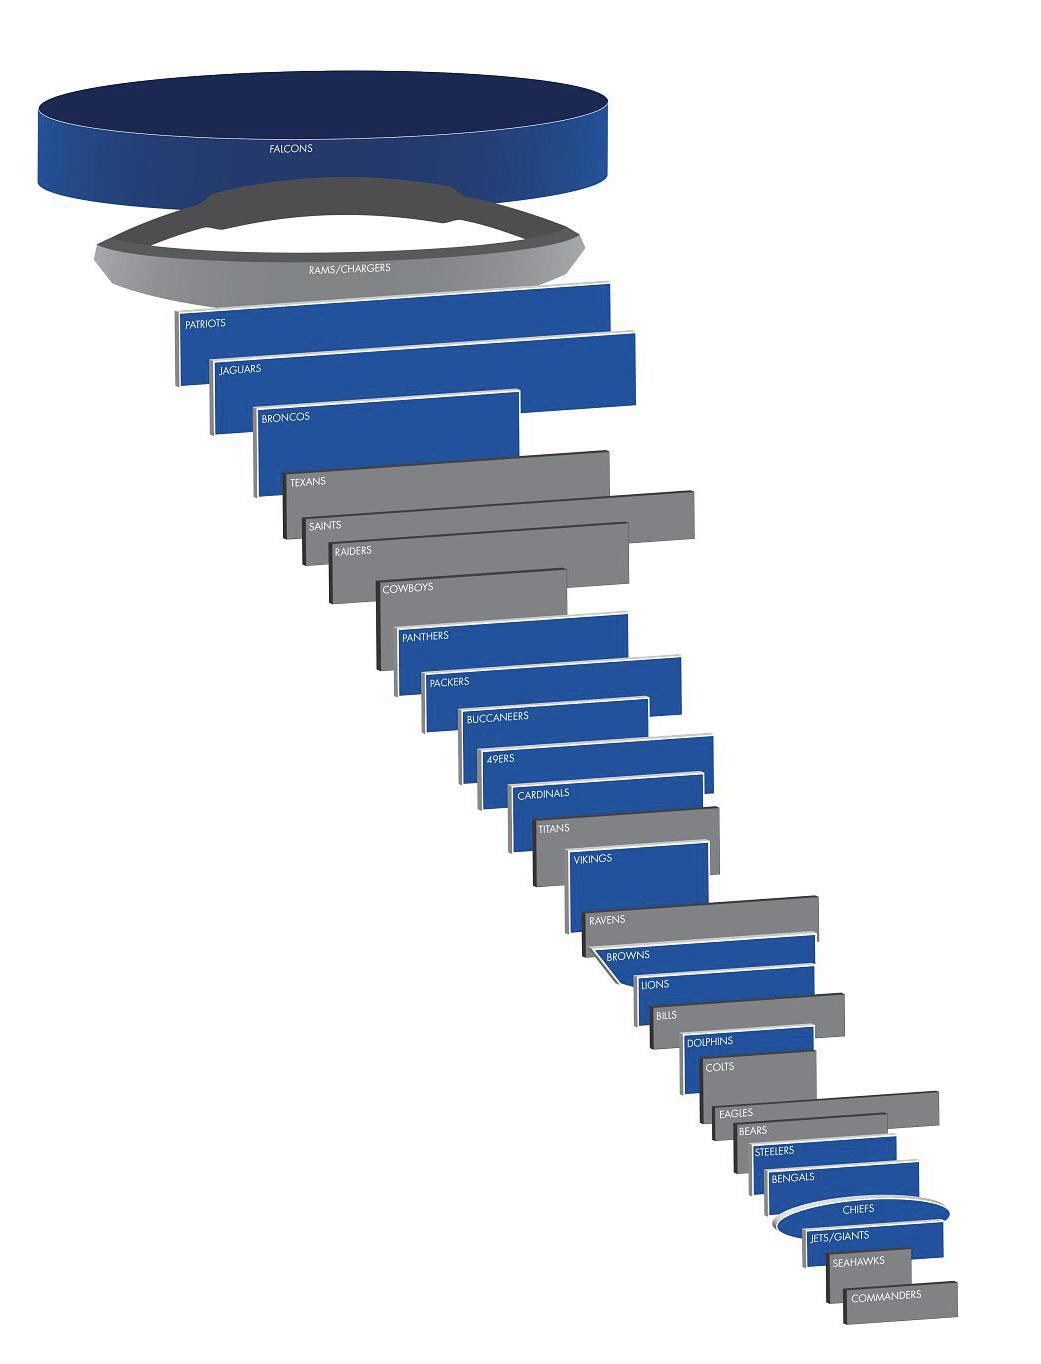 FALCONS
RAMS/CHARGERS
PATRIOTS
JAGUARS
BRONCOS
TEXANS
SAINTS
RAIDERS
COWBOYS
PANTHERS
PACKERS
BUCCANEERS
49ERS
CARDINALS
TITANS
VIKINGS
RAVENS
BROWNS
LIONS
BILLS
DOLPHINS
COLTS
EAGLES
BEARS
STEELERS
BENGALS
CHIEFS
JETS/GIANTS
SEAHAWKS
COMMANDERS